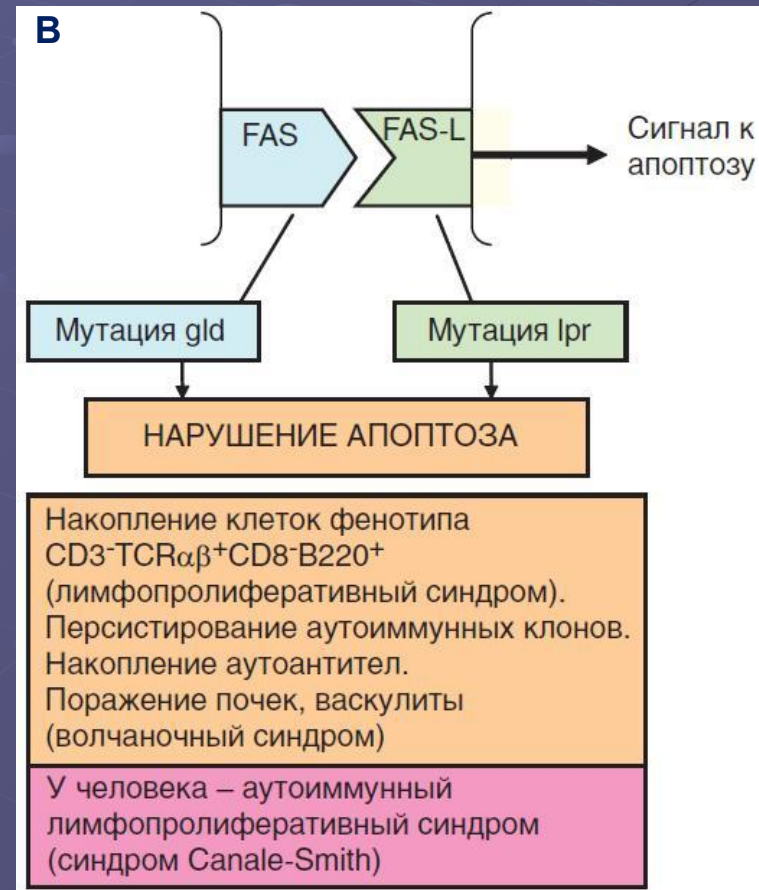 B
FAS
FAS-L
Сигнал к
апоптозу
Мутация gld
Мутация lpr
НАРУШЕНИЕ АПОПТОЗА
Накопление клеток фенотипа
CD3⁻TCRαβ⁺CD8⁻B220⁺
(лимфопролиферативный синдром).
Персистирование аутоиммунных клонов.
Накопление аутоантител.
Поражение почек, васкулиты
(волчаночный синдром)
У человека – аутоиммунный
лимфопролиферативный синдром
(синдром Canale-Smith)